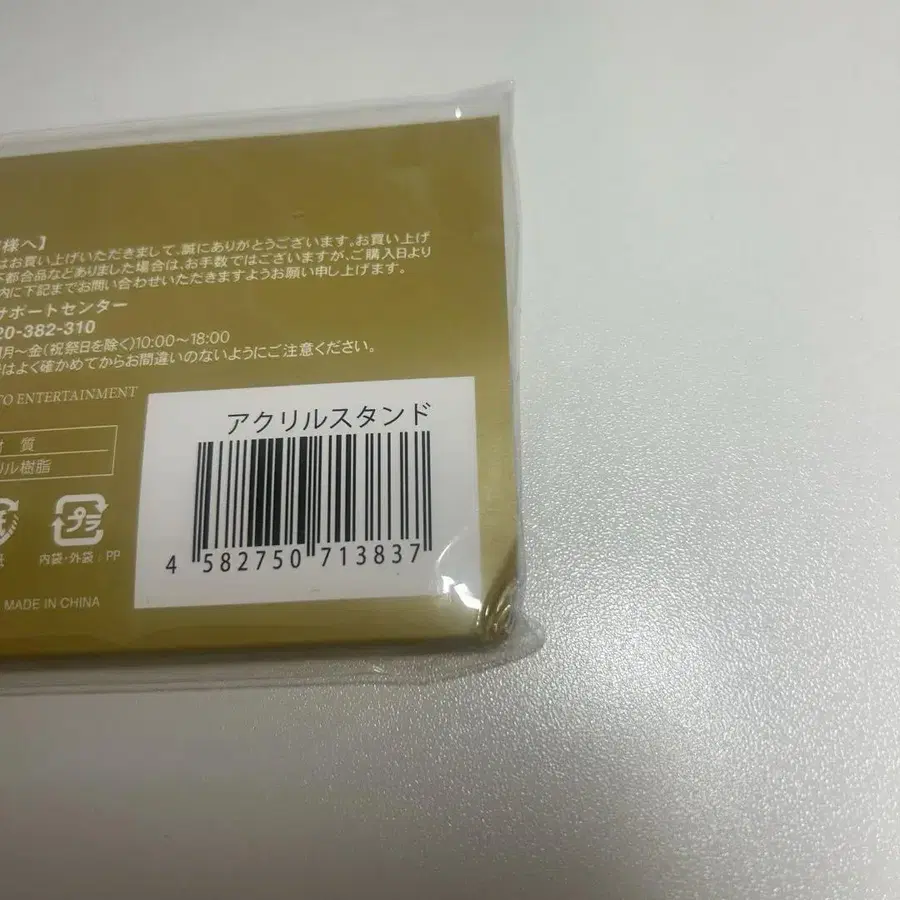 様へ】
はお買い上げいただきまして、誠にありがとうございます。お買い上げ
不都合品などありました場合は、お手数ではございますが、ご購入日より
内に下記までお問い合わせいただきますようお願い申し上げます。
サポートセンター
20-382-310
月～金(祝祭日を除く)10:00～18:00
はよく確かめてからお間違いのないようにご注意ください。
TO ENTERTAINMENT
材 質
リル樹脂
プラ
紙
内袋・外袋:PP
MADE IN CHINA
アクリルスタンド
4 582750 713837